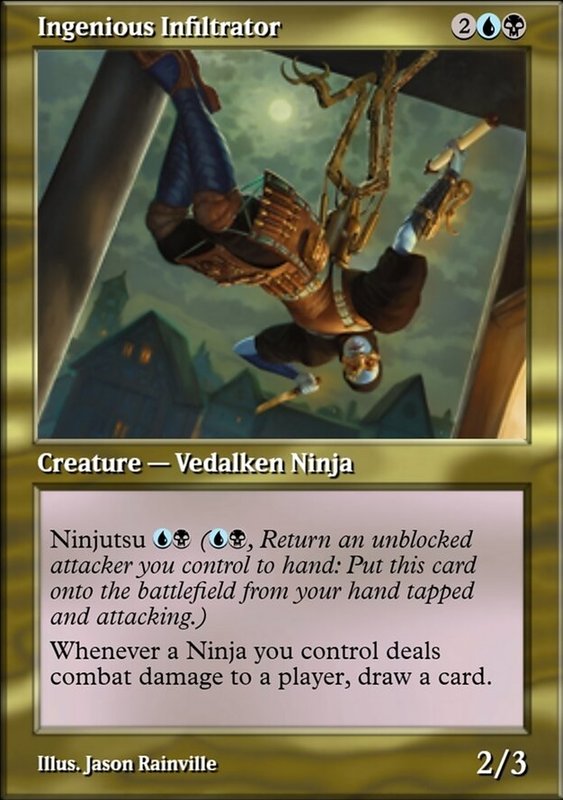 Ingenious Infiltrator 2
Creature — Vedalken Ninja
Ninjutsu (, Return an unblocked
attacker you control to hand: Put this card
onto the battlefield from your hand tapped
and attacking.)
Whenever a Ninja you control deals
combat damage to a player, draw a card.
Illus. Jason Rainville 2/3